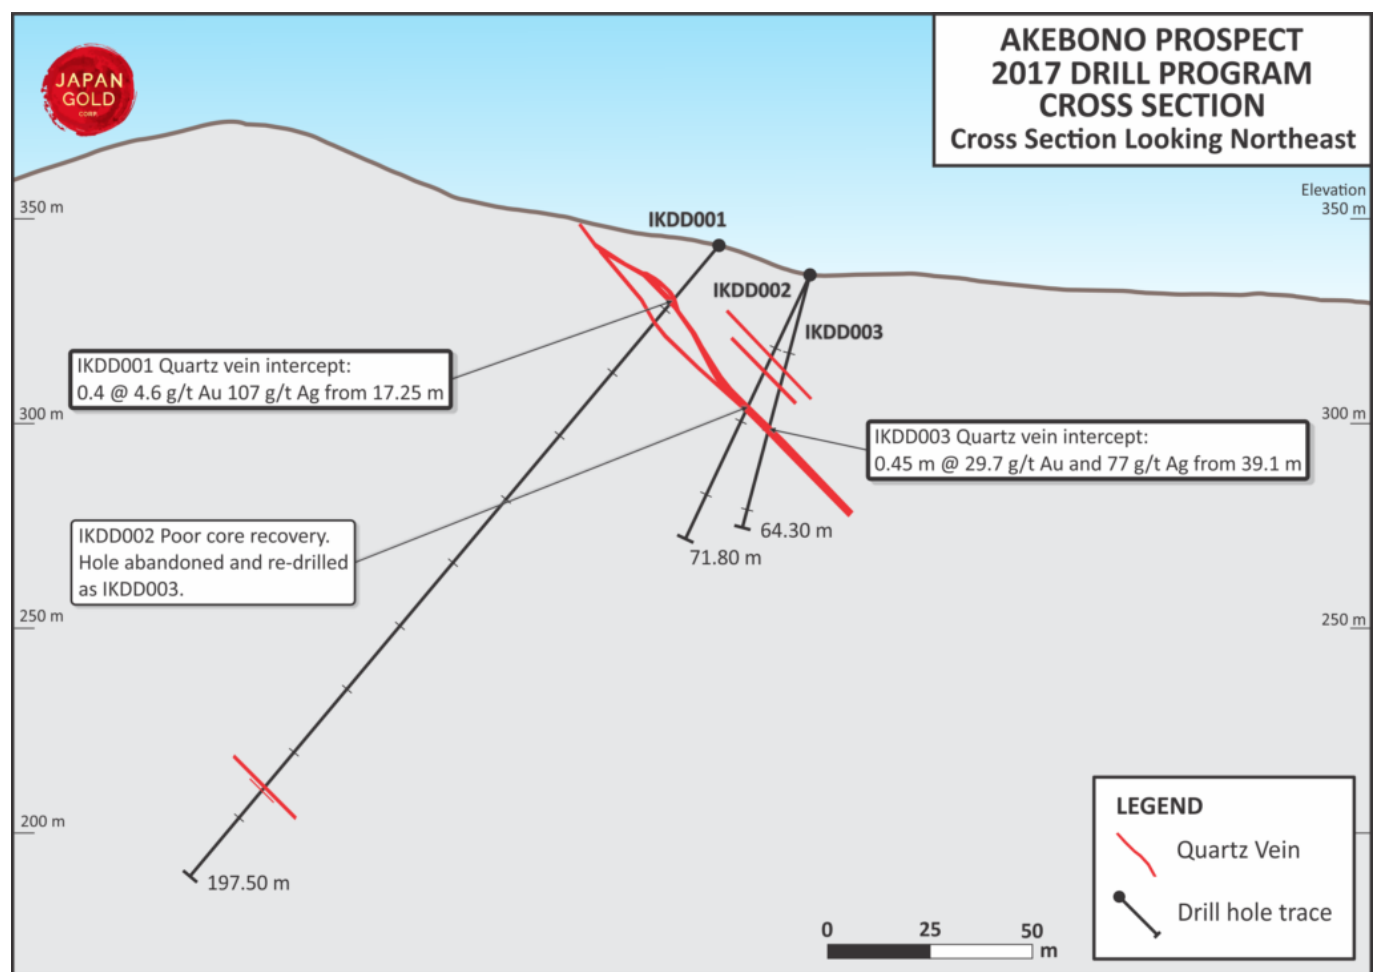 JAPAN
GOLD
CORP.
AKEBONO PROSPECT
2017 DRILL PROGRAM
CROSS SECTION
Cross Section Looking Northeast
Elevation
350 m
350 m
IKDD001
IKDD002
IKDD003
IKDD001 Quartz vein intercept:
0.4 @ 4.6 g/t Au 107 g/t Ag from 17.25 m
300 m
300 m
IKDD003 Quartz vein intercept:
0.45 m @ 29.7 g/t Au and 77 g/t Ag from 39.1 m
IKDD002 Poor core recovery.
Hole abandoned and re-drilled
as IKDD003.
64.30 m
71.80 m
250 m
250 m
200 m
197.50 m
LEGEND
Quartz Vein
Drill hole trace
0 25 50
m